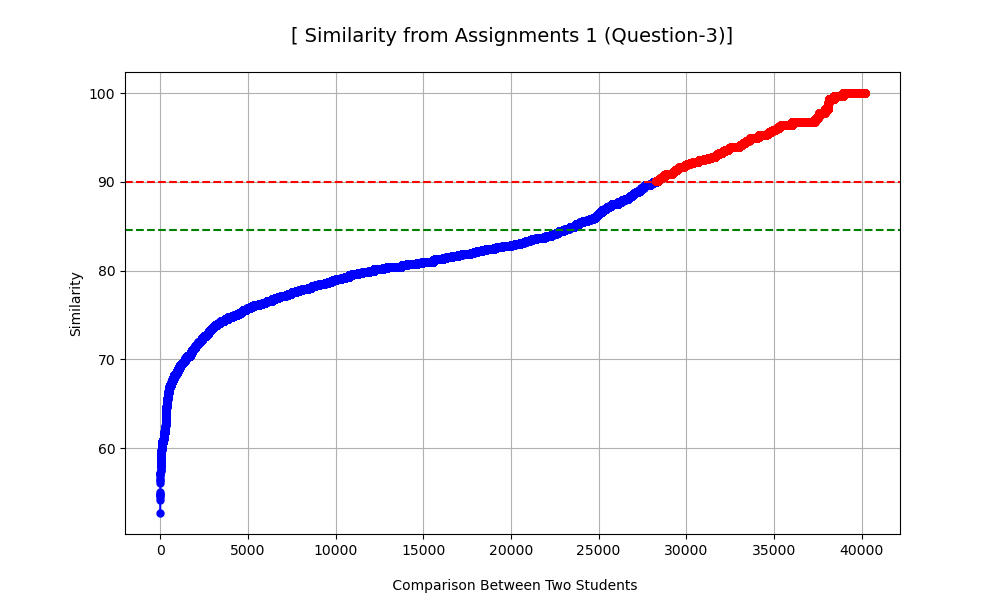 [ Similarity from Assignments 1 (Question-3)]
Similarity
100
90
80
70
60
0 5000 10000 15000 20000 25000 30000 35000 40000
Comparison Between Two Students